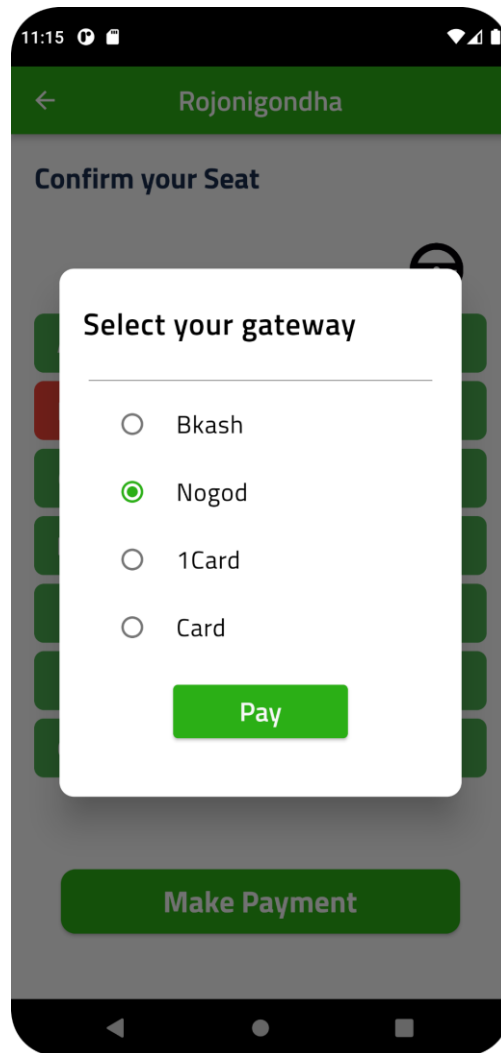 11:15
Rojonigondha
Confirm your Seat
Select your gateway
Bkash
Nogod
1Card
Card
Pay
Make Payment